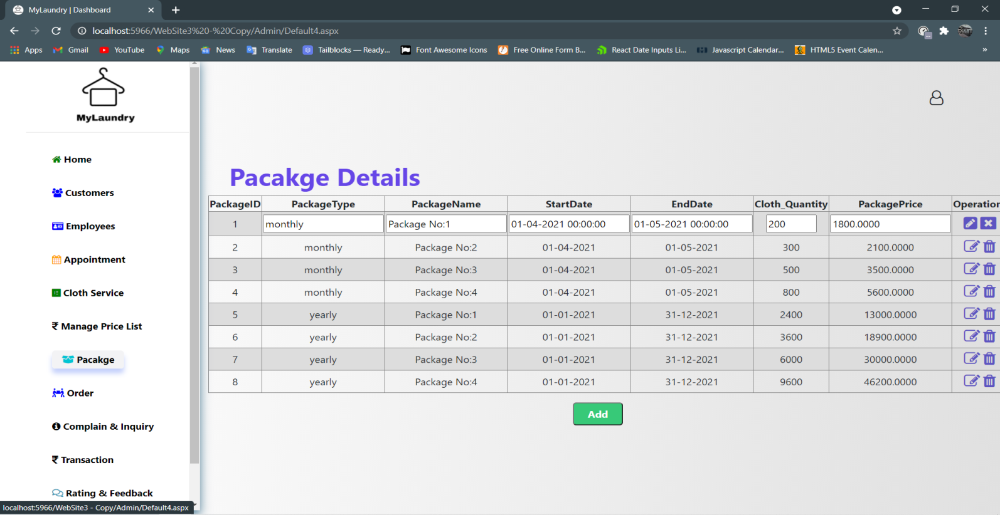 MyLaundry | Dashboard
localhost:5966/WebSite3%20-%20Copy/Admin/Default4.aspx
Apps Gmail YouTube Maps News Translate Tailblocks — Ready... Font Awesome Icons Free Online Form B... React Date Inputs Li... Javascript Calendar... HTML5 Event Calen... »
MyLaundry
Home
Customers
Employees
Appointment
Cloth Service
₹ Manage Price List
Pacakge
Order
Complain & Inquiry
₹ Transaction
Rating & Feedback
Pacakge Details
PackageID PackageType PackageName StartDate EndDate Cloth_Quantity PackagePrice Operation
1 monthly Package No:1 01-04-2021 00:00:00 01-05-2021 00:00:00 200 1800.0000
2 monthly Package No:2 01-04-2021 01-05-2021 300 2100.0000
3 monthly Package No:3 01-04-2021 01-05-2021 500 3500.0000
4 monthly Package No:4 01-04-2021 01-05-2021 800 5600.0000
5 yearly Package No:1 01-01-2021 31-12-2021 2400 13000.0000
6 yearly Package No:2 01-01-2021 31-12-2021 3600 18900.0000
7 yearly Package No:3 01-01-2021 31-12-2021 6000 30000.0000
8 yearly Package No:4 01-01-2021 31-12-2021 9600 46200.0000
Add
localhost:5966/WebSite3 - Copy/Admin/Default4.aspx